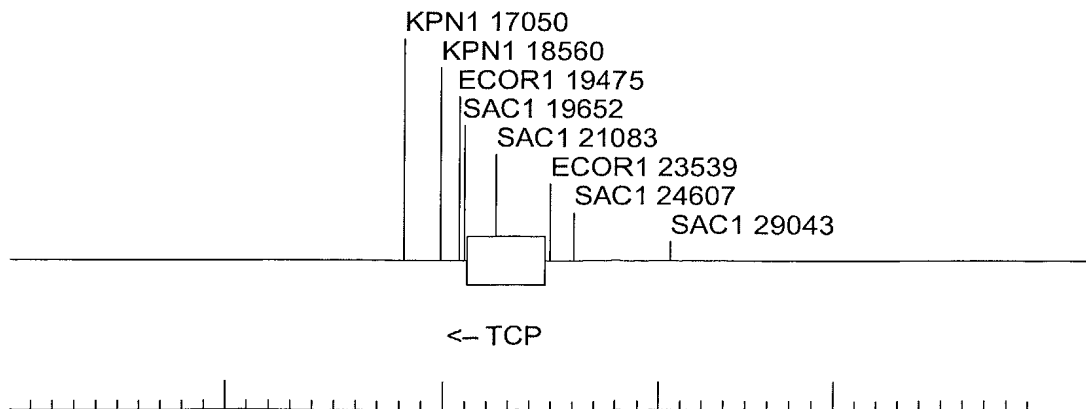 KPN1 17050
KPN1 18560
ECOR1 19475
SAC1 19652
SAC1 21083
ECOR1 23539
SAC1 24607
SAC1 29043
<– TCP